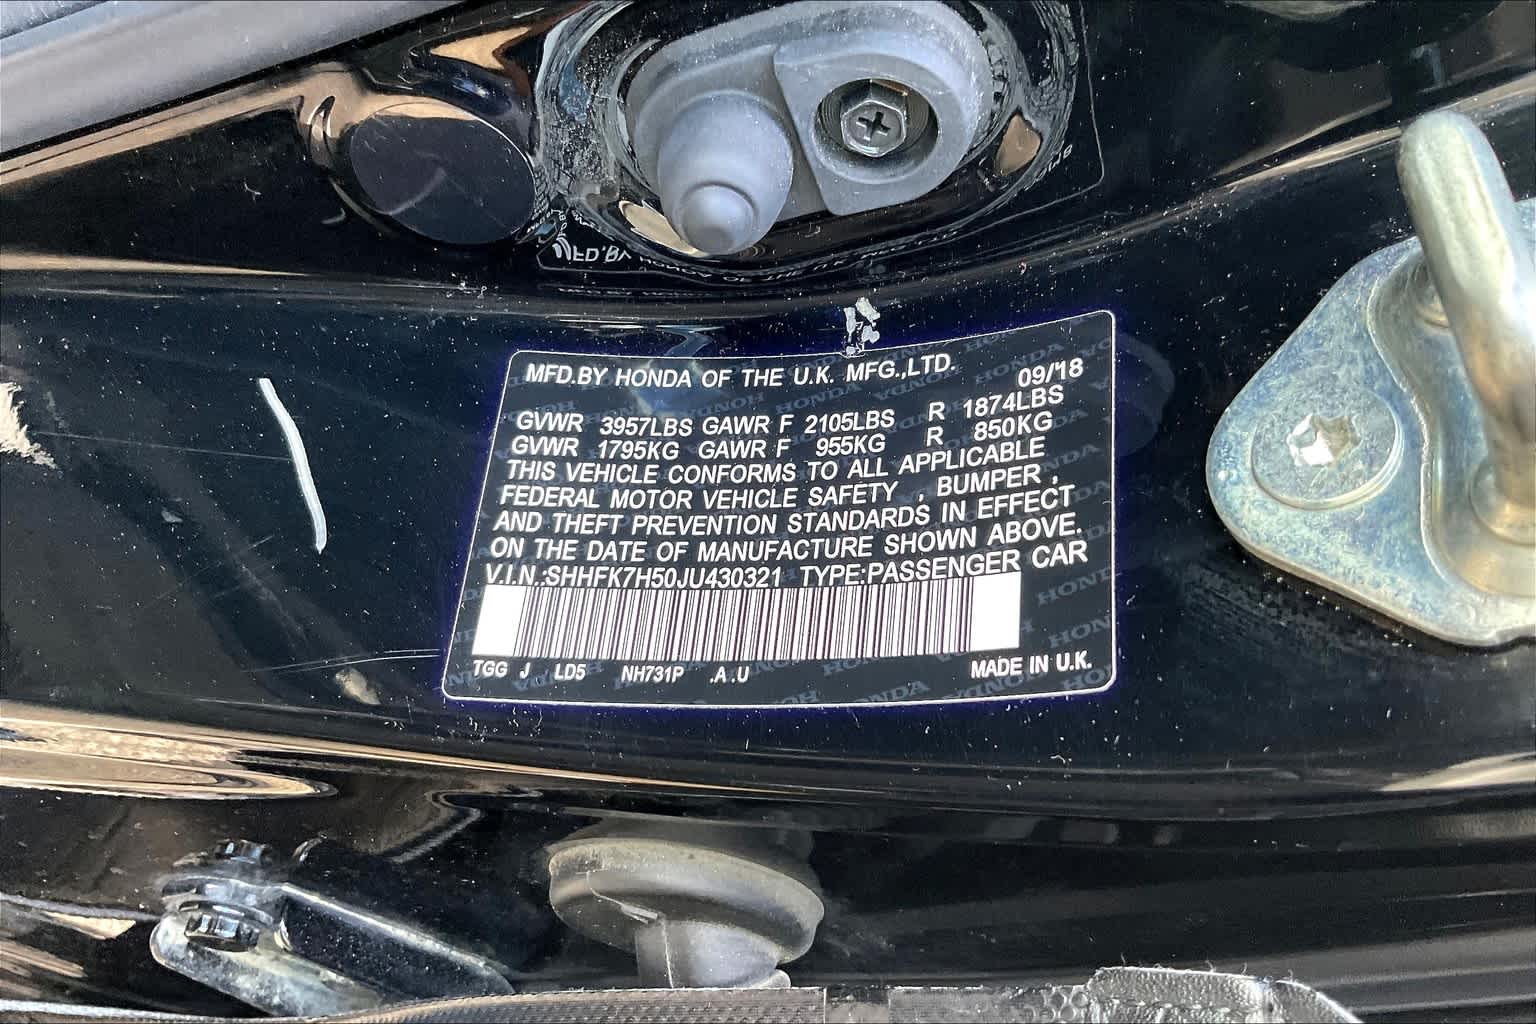 MFD.BY HONDA OF THE U.K. MFG.,LTD.
09/18
GVWR 3957LBS GAWR F 2105LBS R 1874LBS
GVWR 1795KG GAWR F 955KG R 850KG
THIS VEHICLE CONFORMS TO ALL APPLICABLE
FEDERAL MOTOR VEHICLE SAFETY , BUMPER ,
AND THEFT PREVENTION STANDARDS IN EFFECT
ON THE DATE OF MANUFACTURE SHOWN ABOVE.
V.I.N.:SHHFK7H50JU430321 TYPE:PASSENGER CAR
TGG J LD5 NH731P .A .U MADE IN U.K.